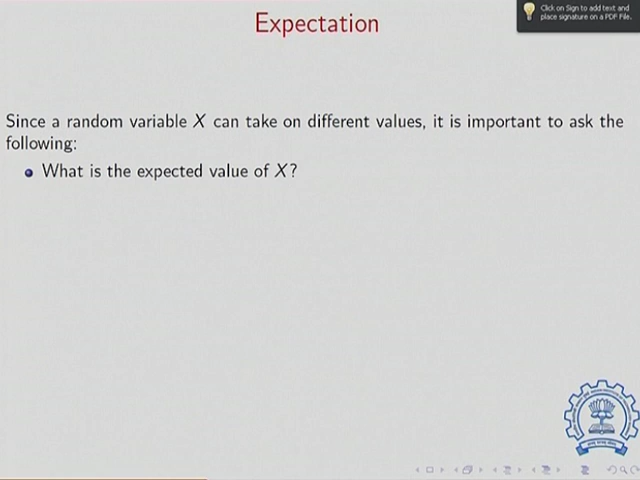 Expectation
Click on Sign to add text and
place signature on a PDF File.
Since a random variable X can take on different values, it is important to ask the
following:
What is the expected value of X?